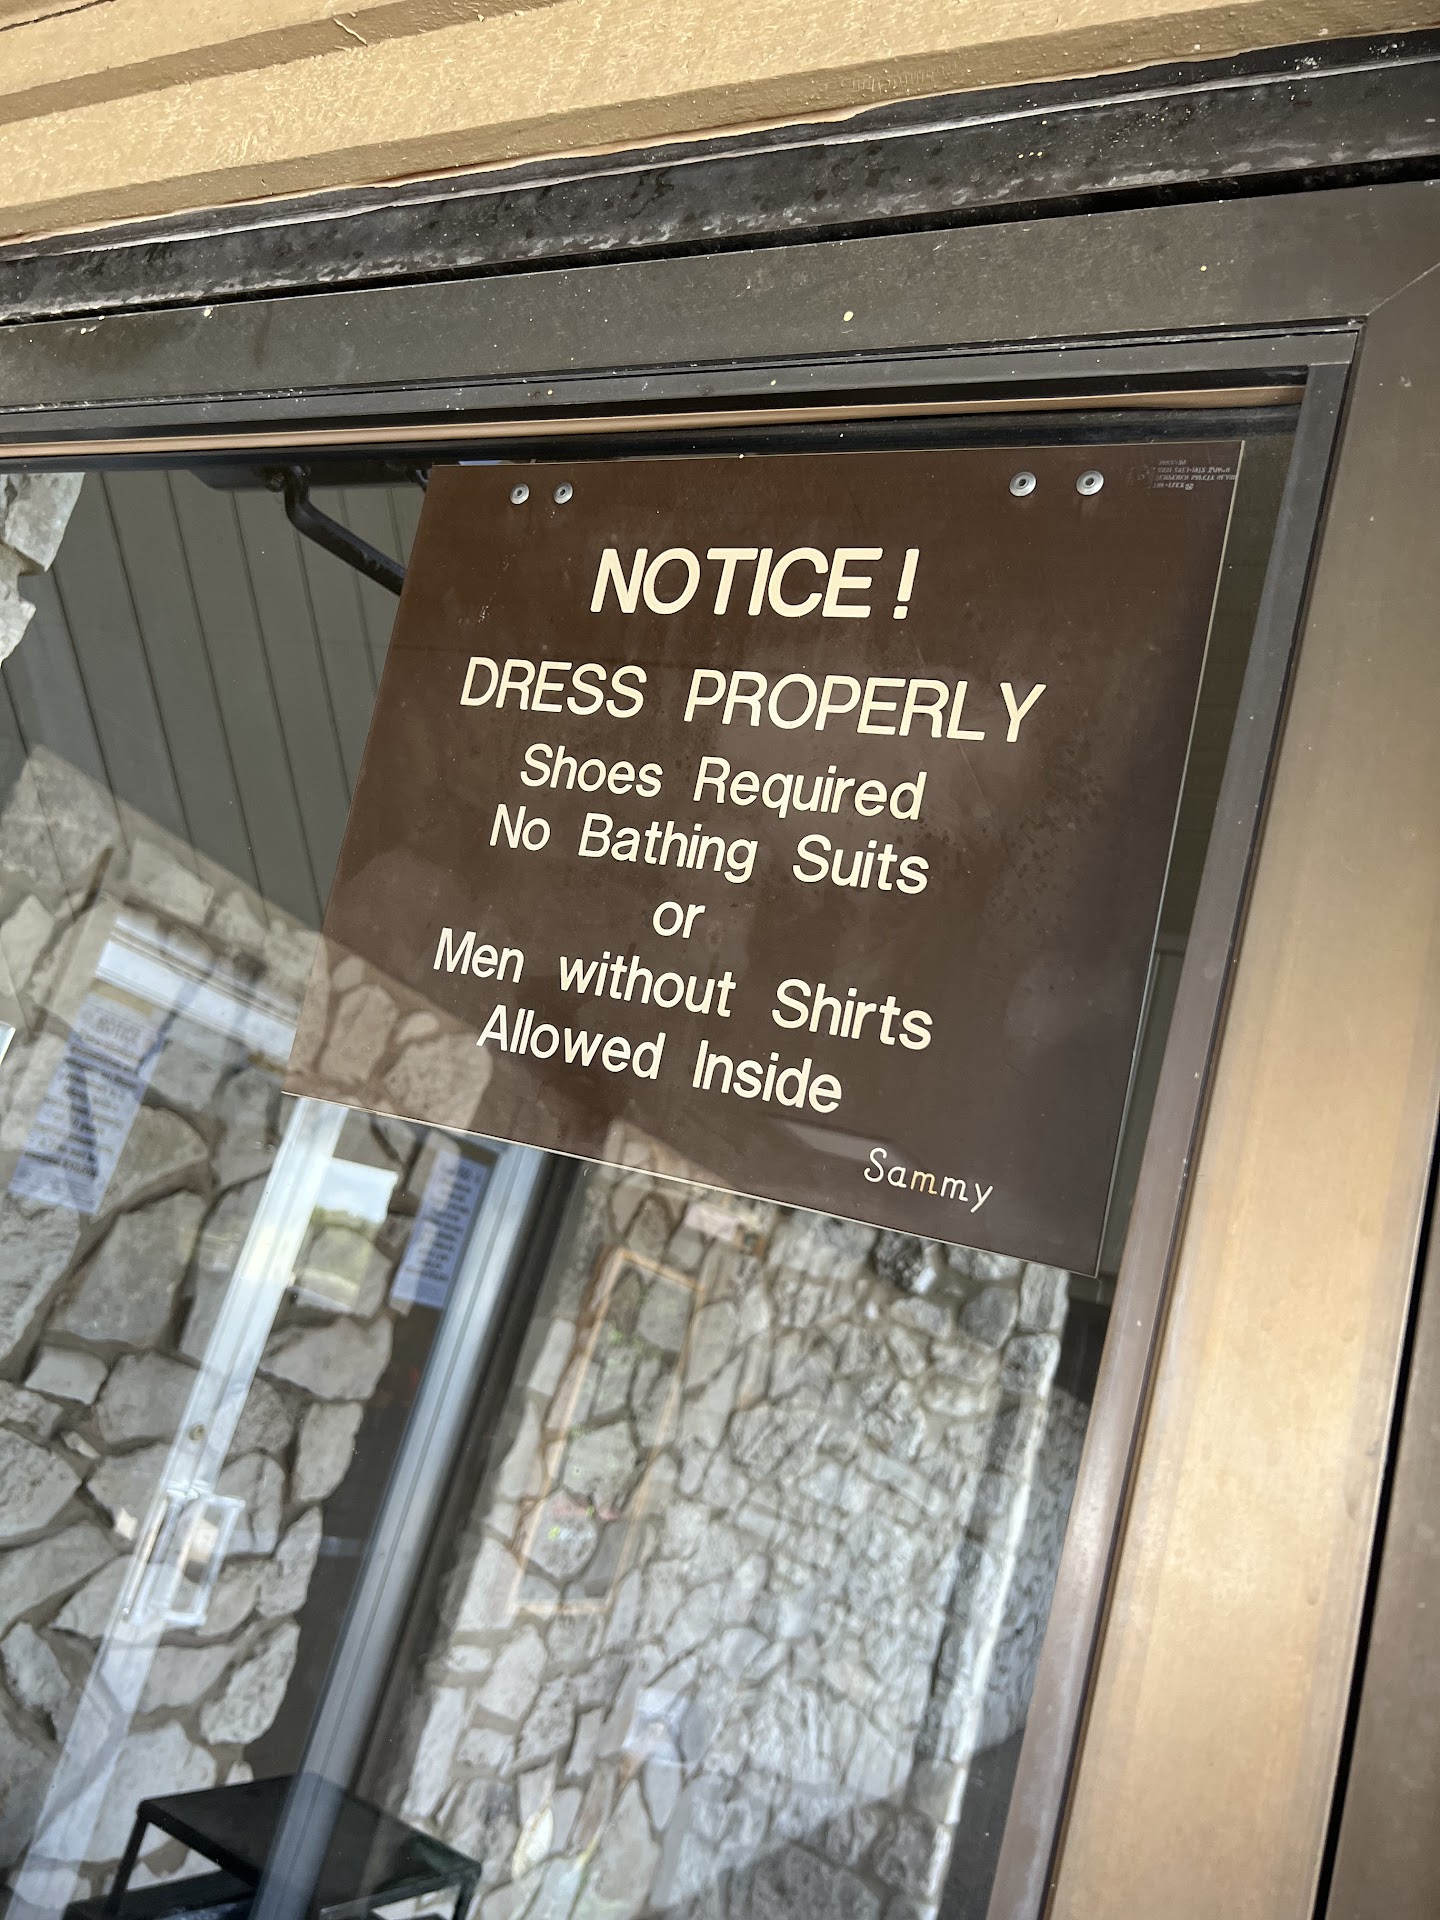 NOTICE!
DRESS PROPERLY
Shoes Required
No Bathing Suits
or
Men without Shirts
Allowed Inside
Sammy